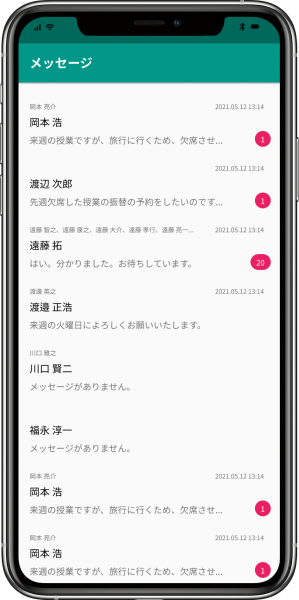 メッセージ
岡本 亮介 2021.05.12 13:14
岡本 浩
来週の授業ですが、旅行に行くため、欠席させ... 1
2021.05.12 13:14
渡辺 次郎
先週欠席した授業の振替の予約をしたいのです... 1
遠藤 智之、遠藤 康之、遠藤 大介、遠藤 孝行、遠藤 亮一... 2021.05.12 13:14
遠藤 拓
はい。分かりました。お待ちしています。 20
渡邉 英之 2021.05.12 13:14
渡邉 正浩
来週の火曜日によろしくお願いいたします。
川口 雅之
川口 賢二
メッセージがありません。
福永 淳一
メッセージがありません。
岡本 亮介 2021.05.12 13:14
岡本 浩
来週の授業ですが、旅行に行くため、欠席させ... 1
岡本 亮介 2021.05.12 13:14
岡本 浩
来週の授業ですが、旅行に行くため、欠席させ... 1